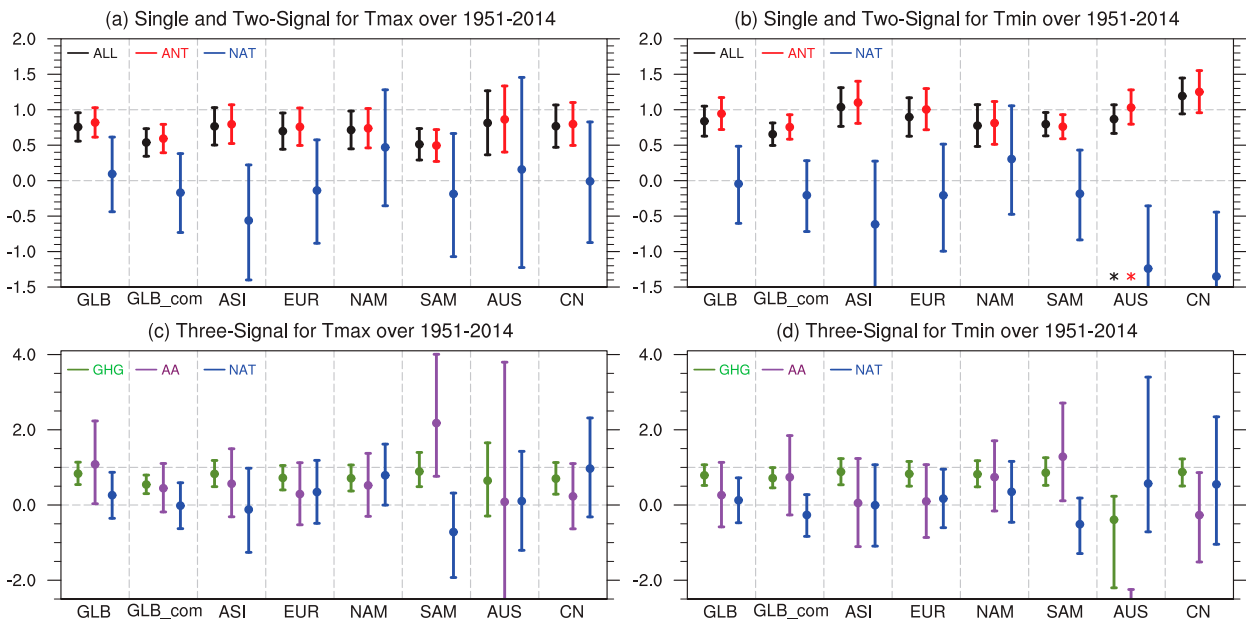 (a) Single and Two-Signal for Tmax over 1951-2014
2.0
ALL ANT NAT
1.5
1.0
0.5
0.0
-0.5
-1.0
-1.5
GLB GLB_com ASI EUR NAM SAM AUS CN
(b) Single and Two-Signal for Tmin over 1951-2014
2.0
ALL ANT NAT
1.5
1.0
0.5
0.0
-0.5
-1.0
* *
-1.5
GLB GLB_com ASI EUR NAM SAM AUS CN
(c) Three-Signal for Tmax over 1951-2014
4.0
GHG AA NAT
2.0
0.0
-2.0
GLB GLB_com ASI EUR NAM SAM AUS CN
(d) Three-Signal for Tmin over 1951-2014
4.0
GHG AA NAT
2.0
0.0
-2.0
GLB GLB_com ASI EUR NAM SAM AUS CN